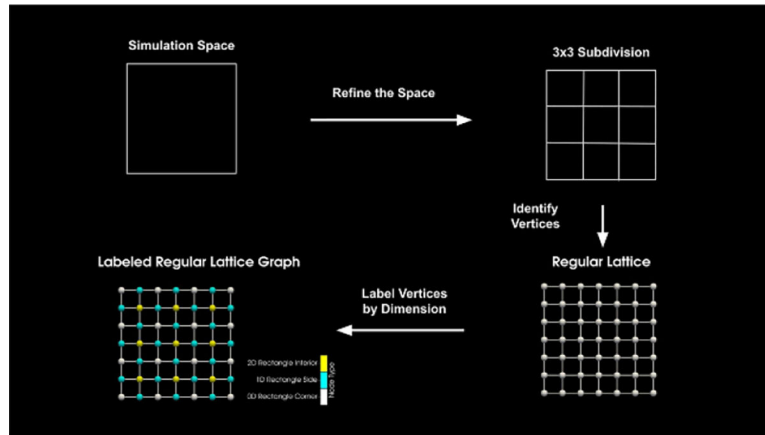 Simulation Space
3x3 Subdivision
Refine the Space
Identify
Vertices
Labeled Regular Lattice Graph
Regular Lattice
Label Vertices
by Dimension
2D Rectangle Interior
1D Rectangle Side
0D Rectangle Corner
Node Type